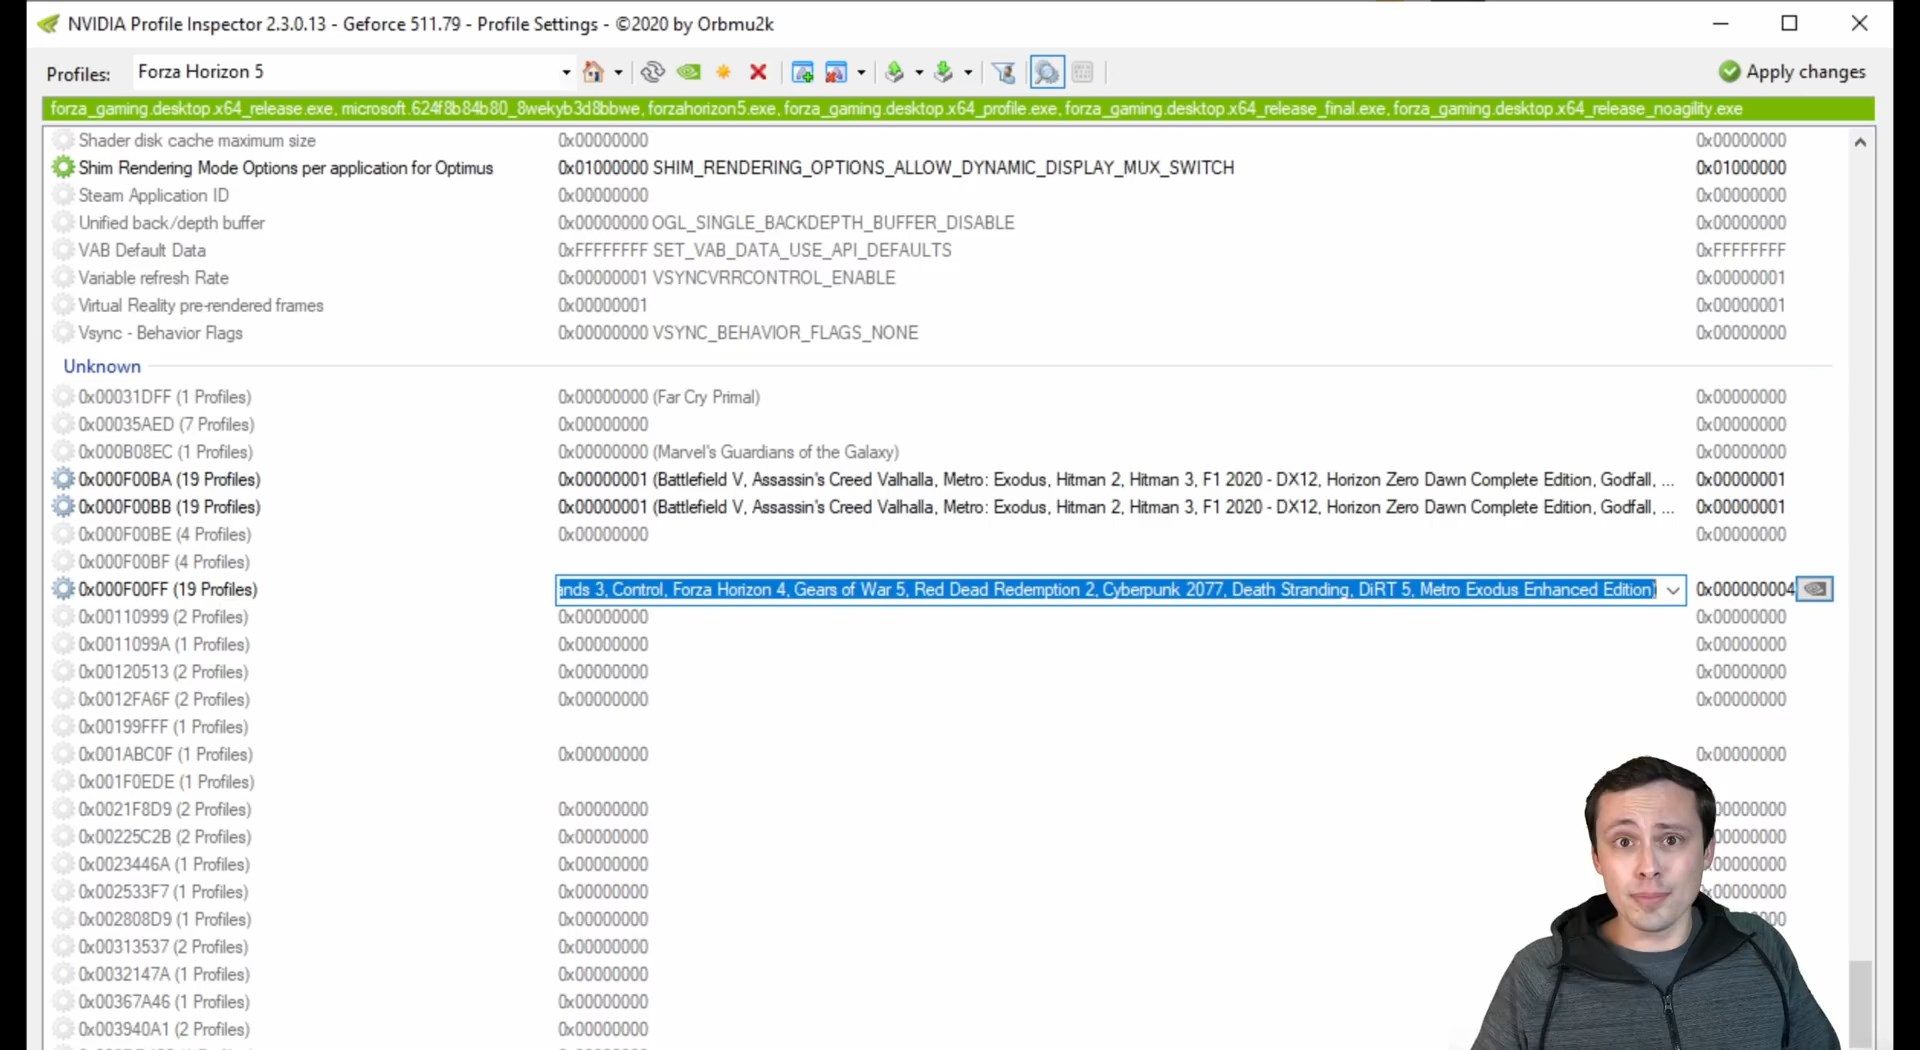 NVIDIA Profile Inspector 2.3.0.13 - Geforce 511.79 - Profile Settings - ©2020 by Orbmu2k
Profiles: Forza Horizon 5 Apply changes
forza_gaming.desktop.x64_release.exe, microsoft.624f8b84b80_8wekyb3d8bbwe, forzahorizon5.exe, forza_gaming.desktop.x64_profile.exe, forza_gaming.desktop.x64_release_final.exe, forza_gaming.desktop.x64_release_noagility.exe
Shader disk cache maximum size 0x00000000 0x00000000
Shim Rendering Mode Options per application for Optimus 0x01000000 SHIM_RENDERING_OPTIONS_ALLOW_DYNAMIC_DISPLAY_MUX_SWITCH 0x01000000
Steam Application ID 0x00000000 0x00000000
Unified back/depth buffer 0x00000000 OGL_SINGLE_BACKDEPTH_BUFFER_DISABLE 0x00000000
VAB Default Data 0xFFFFFFFF SET_VAB_DATA_USE_API_DEFAULTS 0xFFFFFFFF
Variable refresh Rate 0x00000001 VSYNCVRRCONTROL_ENABLE 0x00000001
Virtual Reality pre-rendered frames 0x00000001 0x00000001
Vsync - Behavior Flags 0x00000000 VSYNC_BEHAVIOR_FLAGS_NONE 0x00000000
Unknown
0x00031DFF (1 Profiles) 0x00000000 (Far Cry Primal) 0x00000000
0x00035AED (7 Profiles) 0x00000000 0x00000000
0x000B08EC (1 Profiles) 0x00000000 (Marvel's Guardians of the Galaxy) 0x00000000
0x000F00BA (19 Profiles) 0x00000001 (Battlefield V, Assassin's Creed Valhalla, Metro: Exodus, Hitman 2, Hitman 3, F1 2020 - DX12, Horizon Zero Dawn Complete Edition, Godfall, ... 0x00000001
0x000F00BB (19 Profiles) 0x00000001 (Battlefield V, Assassin's Creed Valhalla, Metro: Exodus, Hitman 2, Hitman 3, F1 2020 - DX12, Horizon Zero Dawn Complete Edition, Godfall, ... 0x00000001
0x000F00BE (4 Profiles) 0x00000000 0x00000000
0x000F00BF (4 Profiles)
0x000F00FF (19 Profiles) ands 3, Control, Forza Horizon 4, Gears of War 5, Red Dead Redemption 2, Cyberpunk 2077, Death Stranding, DiRT 5, Metro Exodus Enhanced Edition) 0x000000004
0x00110999 (2 Profiles) 0x00000000 0x00000000
0x0011099A (1 Profiles) 0x00000000 0x00000000
0x00120513 (2 Profiles) 0x00000000 0x00000000
0x0012FA6F (2 Profiles) 0x00000000 0x00000000
0x00199FFF (1 Profiles)
0x001ABC0F (1 Profiles) 0x00000000 0x00000000
0x001F0EDE (1 Profiles)
0x0021F8D9 (2 Profiles) 0x00000000 00000000
0x00225C2B (2 Profiles) 0x00000000 00000000
0x0023446A (1 Profiles) 0x00000000 00000000
0x002533F7 (1 Profiles) 0x00000000 x00000000
0x002808D9 (1 Profiles) 0x00000000 000
0x00313537 (2 Profiles) 0x00000000
0x0032147A (1 Profiles) 0x00000000
0x00367A46 (1 Profiles) 0x00000000
0x003940A1 (2 Profiles) 0x00000000